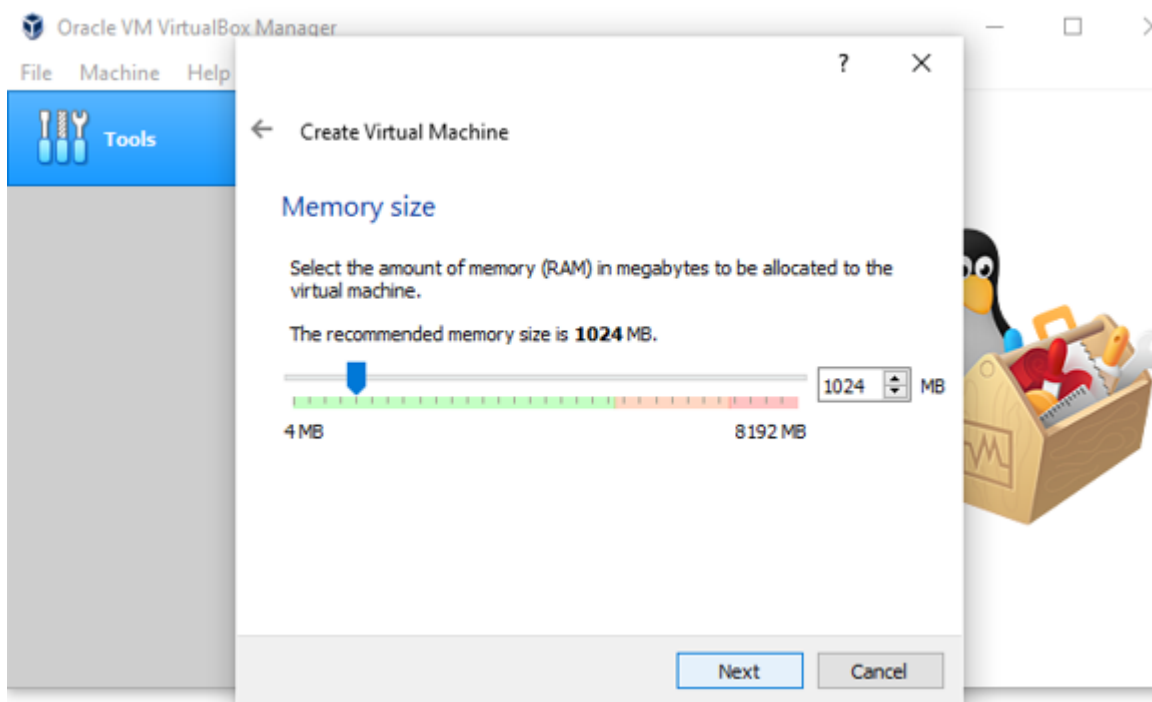 Oracle VM VirtualBox Manager
File Machine Help
?
Tools
Create Virtual Machine
Memory size
Select the amount of memory (RAM) in megabytes to be allocated to the
virtual machine.
The recommended memory size is 1024 MB.
1024 MB
4 MB 8192 MB
Next Cancel